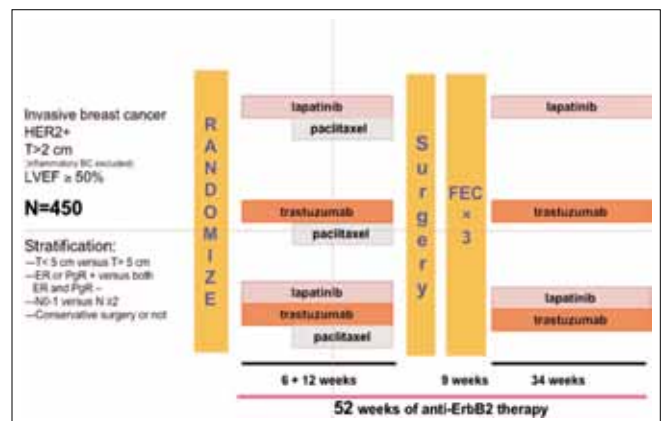 Invasive breast cancer
HER2+
T>2 cm
(inflammatory BC excluded)
LVEF ≥ 50%
N=450
Stratification:
—T< 5 cm versus T> 5 cm
—ER or PgR + versus both
ER and PgR –
—N0-1 versus N ≥2
—Conservative surgery or not
RANDOMIZE
lapatinib
paclitaxel
trastuzumab
paclitaxel
lapatinib
trastuzumab
paclitaxel
6 + 12 weeks
Surgery
FEC
×
3
9 weeks
lapatinib
trastuzumab
lapatinib
trastuzumab
34 weeks
52 weeks of anti-ErbB2 therapy